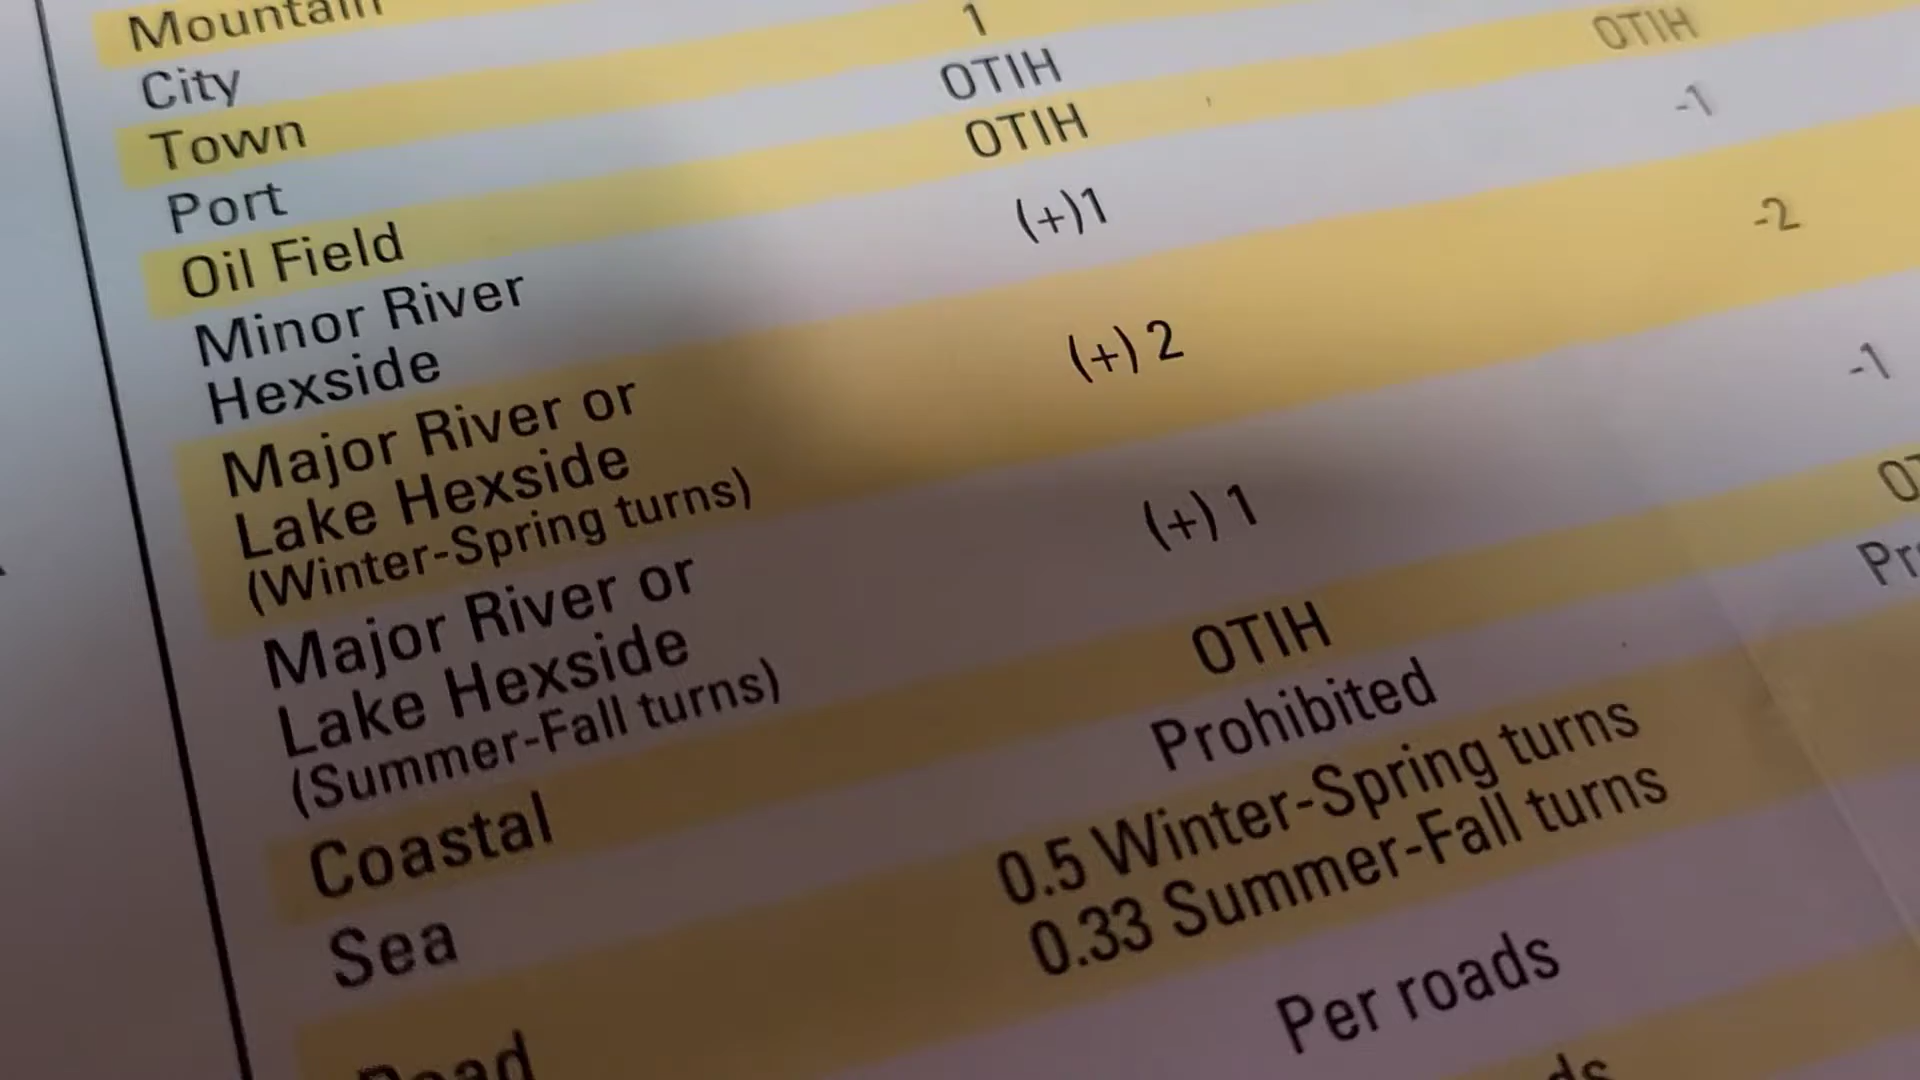 Mountain
1
City
OTIH
OTIH
Town
OTIH
-1
Port
Oil Field
(+)1
-2
Minor River
Hexside
(+) 2
-1
Major River or
Lake Hexside
(Winter-Spring turns)
(+) 1
Major River or
Lake Hexside
(Summer-Fall turns)
OTIH
Prohibited
Coastal
0.5 Winter-Spring turns
0.33 Summer-Fall turns
Sea
Per roads
Road